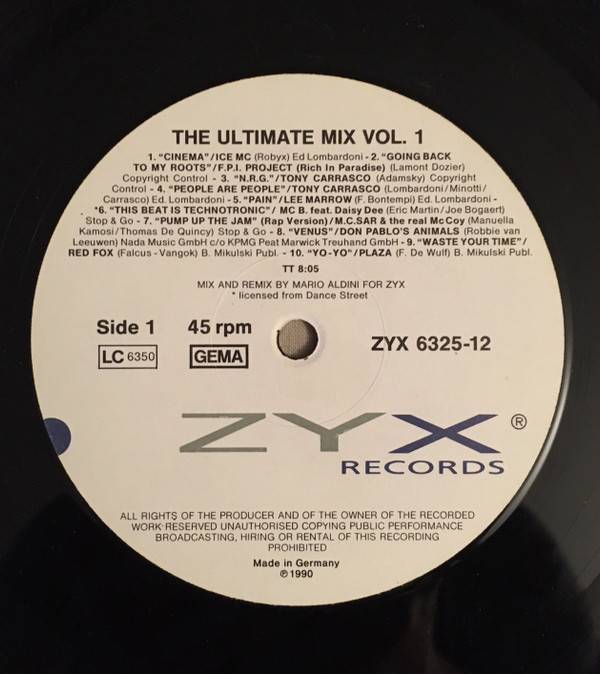 THE ULTIMATE MIX VOL. 1
1. "CINEMA"/ICE MC (Robyx) Ed Lombardoni - 2. "GOING BACK
TO MY ROOTS"/F.P.I. PROJECT (Rich In Paradise) (Lamont Dozier)
Copyright Control - 3. "N.R.G."/TONY CARRASCO (Adamsky) Copyright
Control - 4. "PEOPLE ARE PEOPLE"/TONY CARRASCO (Lombardoni/Minotti/
Carrasco) Ed. Lombardoni - 5. "PAIN"/LEE MARROW (F. Bontempi) Ed. Lombardoni -
*6. "THIS BEAT IS TECHNOTRONIC"/ MC B. feat. Daisy Dee (Eric Martin/Joe Bogaert)
Stop & Go - 7. "PUMP UP THE JAM" (Rap Version)/M.C.SAR & the real McCoy (Manuella
Kamosi/Thomas De Quincy) Stop & Go - 8. "VENUS"/DON PABLO'S ANIMALS (Robbie van
Leeuwen) Nada Music GmbH c/o KPMG Peat Marwick Treuhand GmbH - 9. "WASTE YOUR TIME"/
RED FOX (Falcus - Vangok) B. Mikulski Publ. - 10. "YO-YO"/PLAZA (F. De Wulf) B. Mikulski Publ.
TT 8:05
MIX AND REMIX BY MARIO ALDINI FOR ZYX
* licensed from Dance Street
Side 1 45 rpm
LC 6350 GEMA
ZYX 6325-12
ZYX ®
RECORDS
ALL RIGHTS OF THE PRODUCER AND OF THE OWNER OF THE RECORDED
WORK RESERVED UNAUTHORISED COPYING PUBLIC PERFORMANCE
BROADCASTING, HIRING OR RENTAL OF THIS RECORDING
PROHIBITED
Made in Germany
℗ 1990